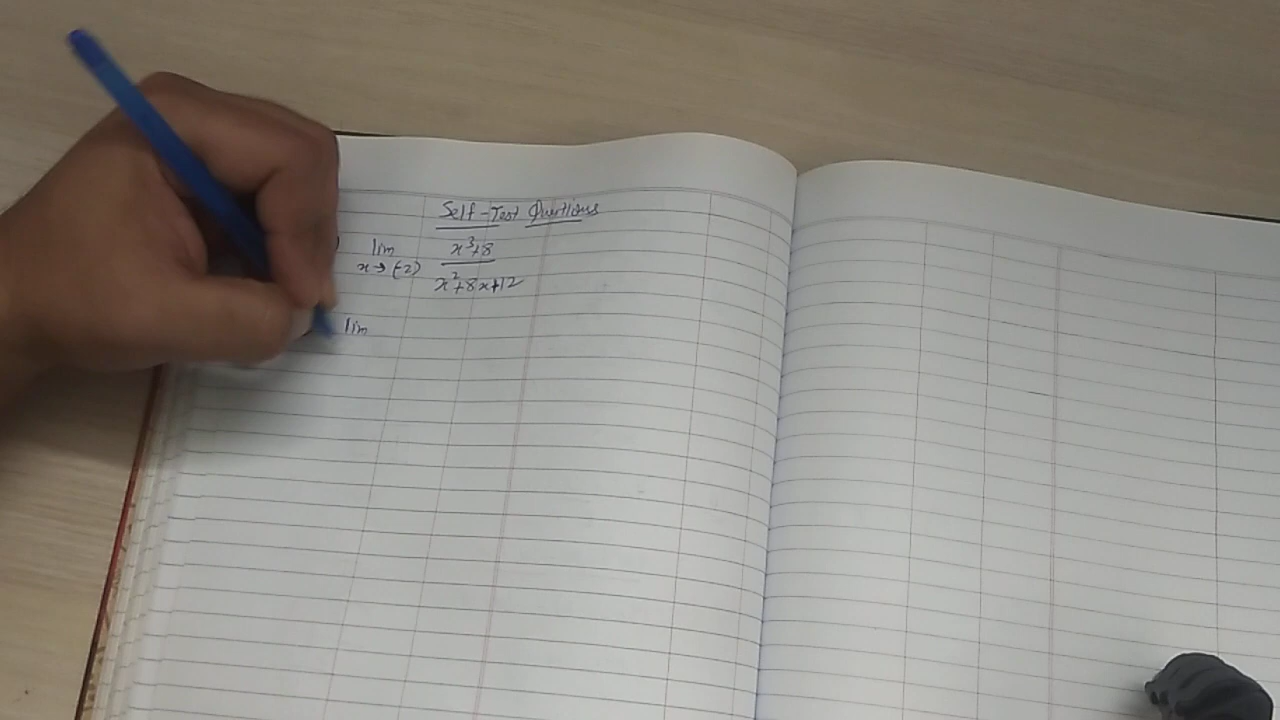 Self-Test Questions
) lim x³+8
x→(-2) x²+8x+12
lim